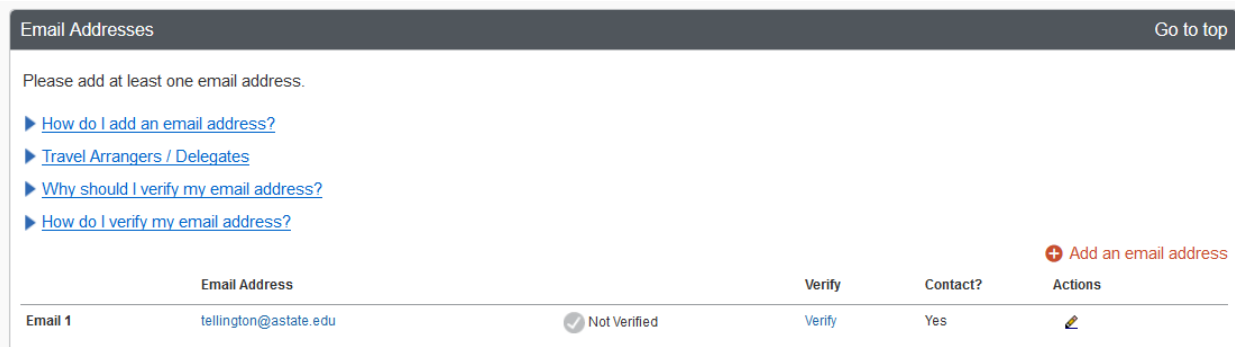 Email Addresses Go to top
Please add at least one email address.
How do I add an email address?
Travel Arrangers / Delegates
Why should I verify my email address?
How do I verify my email address?
Add an email address
Email Address Verify Contact? Actions
Email 1 tellington@astate.edu Not Verified Verify Yes